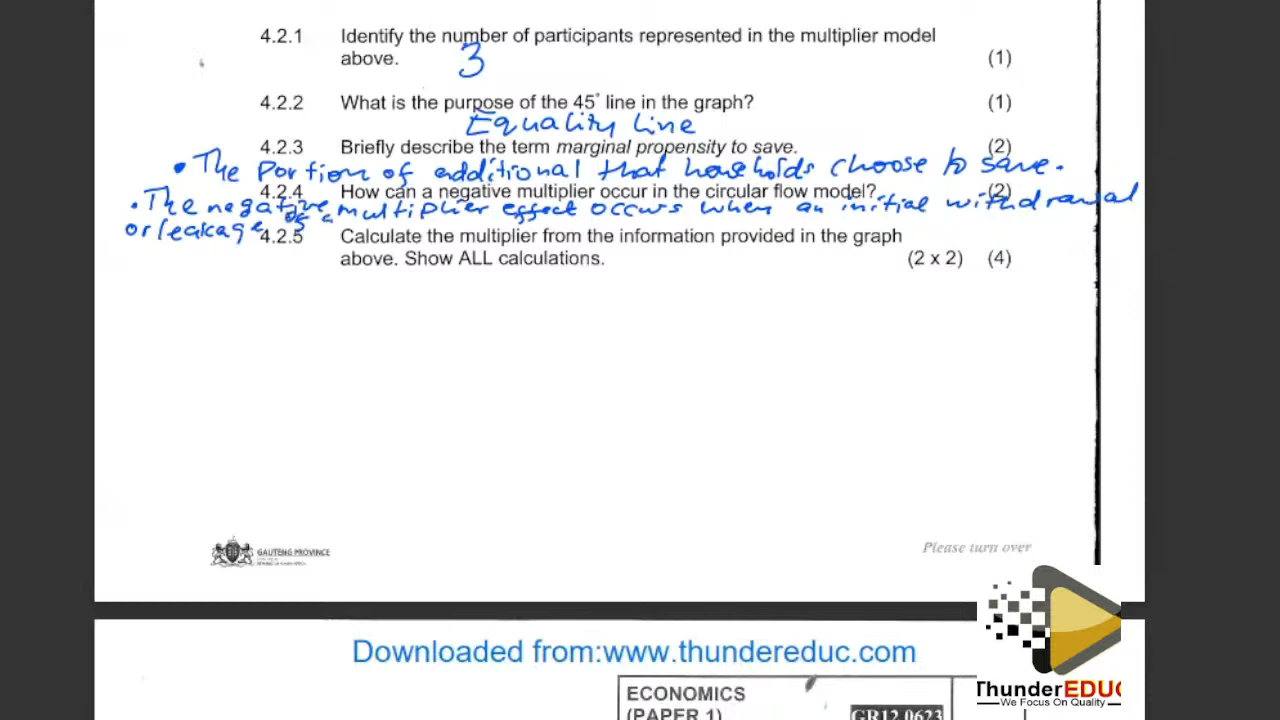 4.2.1 Identify the number of participants represented in the multiplier model
above. (1)
3
4.2.2 What is the purpose of the 45° line in the graph? (1)
Equality line
4.2.3 Briefly describe the term marginal propensity to save. (2)
• The portion of additional that households choose to save.
4.2.4 How can a negative multiplier occur in the circular flow model? (2)
• The negative multiplier effect occurs when an initial withdrawal
or leakage of a
4.2.5 Calculate the multiplier from the information provided in the graph
above. Show ALL calculations. (2 x 2) (4)
GAUTENG PROVINCE
Please turn over
Downloaded from:www.thundereduc.com
ThunderEDUC
We Focus On Quality
ECONOMICS
(PAPER 1)
GR12 0623